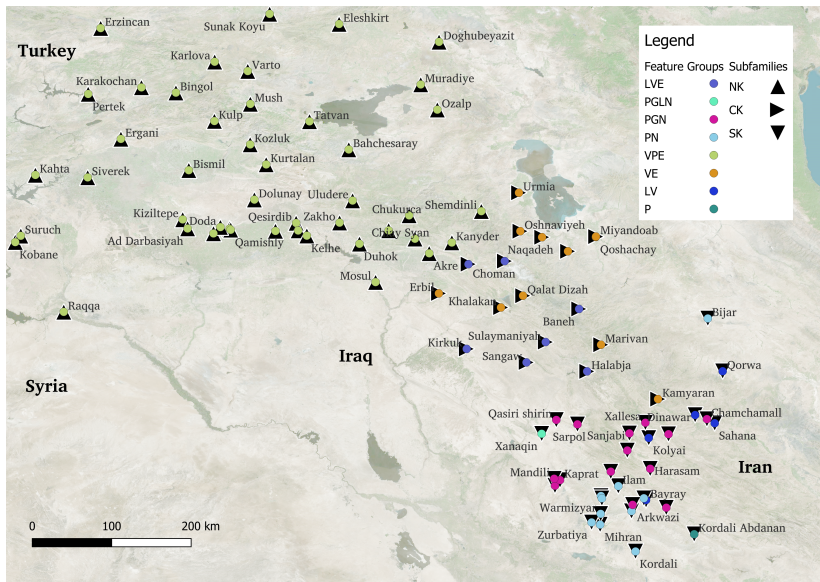 Erzincan
Sunak Koyu
Eleshkirt
Doghubeyazit
Turkey
Karlova
Varto
Karakochan
Bingol
Pertek
Mush
Muradiye
Ozalp
Kulp
Tatvan
Ergani
Kozluk
Bahchesaray
Kahta
Siverek
Bismil
Kurtalan
Dolunay
Uludere
Shemdinli
Urmia
Kiziltepe
Doda
Qesirdib
Zakho
Chukurca
Suruch
Ad Darbasiyah
Qamishly
Kelhe
Kobane
Duhok
Kanyder
Oshnaviyeh
Miyandoab
Naqadeh
Qoshachay
Akre
Choman
Mosul
Erbil
Khalakan
Qalat Dizah
Raqqa
Baneh
Bijar
Kirkuk
Sulaymaniyah
Marivan
Sangaw
Halabja
Qorwa
Iraq
Syria
Kamyaran
Qasiri shirin
Xallesa
Dinawar
Chamchamall
Xanaqin
Sarpol
Sanjabi
Kolyai
Sahana
Mandili
Kaprat
Harasam
Iran
Ilam
Bayray
Warmizyar
Arkwazi
Zurbatiya
Mihran
Kordali Abdanan
Kordali
0 100 200 km
Legend
Feature Groups Subfamilies
LVE NK
PGLN CK
PGN SK
PN
VPE
VE
LV
P